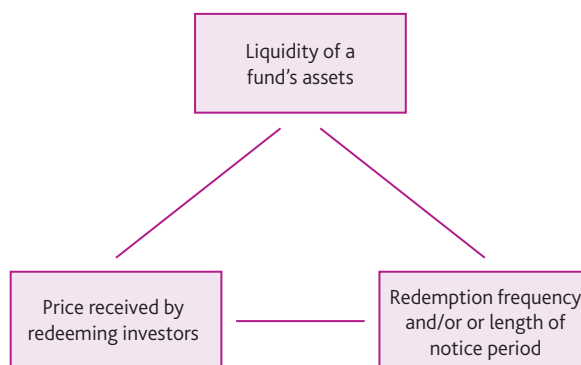 Liquidity of a
fund's assets
Price received by
redeeming investors
Redemption frequency
and/or or length of
notice period